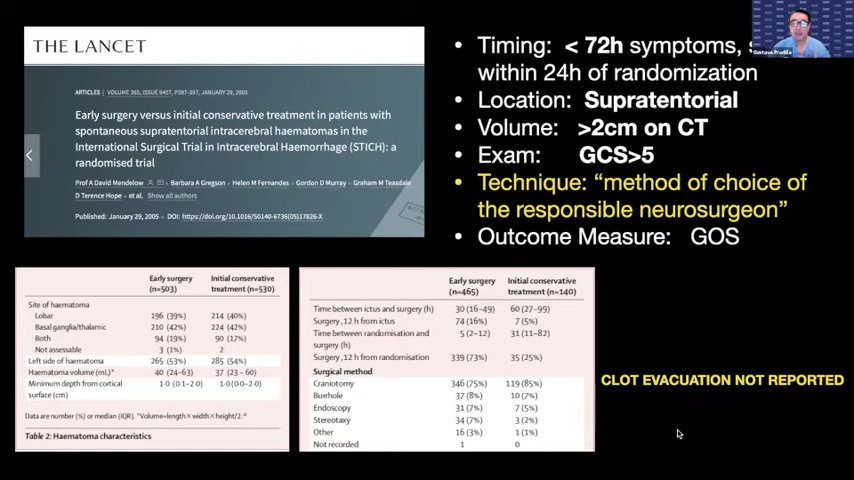 THE LANCET
ARTICLES | VOLUME 365, ISSUE 9457, P387-397, JANUARY 29, 2005
Early surgery versus initial conservative treatment in patients with
spontaneous supratentorial intracerebral haematomas in the
International Surgical Trial in Intracerebral Haemorrhage (STICH): a
randomised trial
Prof A David Mendelow Barbara A Gregson • Helen M Fernandes • Gordon D Murray • Graham M Teasdale
D Terence Hope • et al. Show all authors
Published: January 29, 2005 • DOI: https://doi.org/10.1016/S0140-6736(05)17826-X
• Timing: < 72h symptoms,
within 24h of randomization
• Location: Supratentorial
• Volume: >2cm on CT
• Exam: GCS>5
• Technique: “method of choice of
the responsible neurosurgeon”
• Outcome Measure: GOS
Gustavo Pradilla
Early surgery Initial conservative
(n=503) treatment (n=530)
Site of haematoma
Lobar 196 (39%) 214 (40%)
Basal ganglia/thalamic 210 (42%) 224 (42%)
Both 94 (19%) 90 (17%)
Not assessable 3 (1%) 2
Left side of haematoma 265 (53%) 285 (54%)
Haematoma volume (mL)* 40 (24–63) 37 (23–60)
Minimum depth from cortical 1·0 (0·1–2·0) 1·0 (0·0–2·0)
surface (cm)
Data are number (%) or median (IQR). *Volume=length×width×height/2.
Table 2: Haematoma characteristics
Early surgery Initial conservative
(n=465) treatment (n=140)
Time between ictus and surgery (h) 30 (16–49) 60 (27–99)
Surgery ,12 h from ictus 74 (16%) 7 (5%)
Time between randomisation and 5 (2–12) 31 (11–82)
surgery (h)
Surgery ,12 h from randomisation 339 (73%) 35 (25%)
Surgical method
Craniotomy 346 (75%) 119 (85%)
Burrhole 37 (8%) 10 (7%)
Endoscopy 31 (7%) 7 (5%)
Stereotaxy 34 (7%) 3 (2%)
Other 16 (3%) 1 (1%)
Not recorded 1 0
CLOT EVACUATION NOT REPORTED